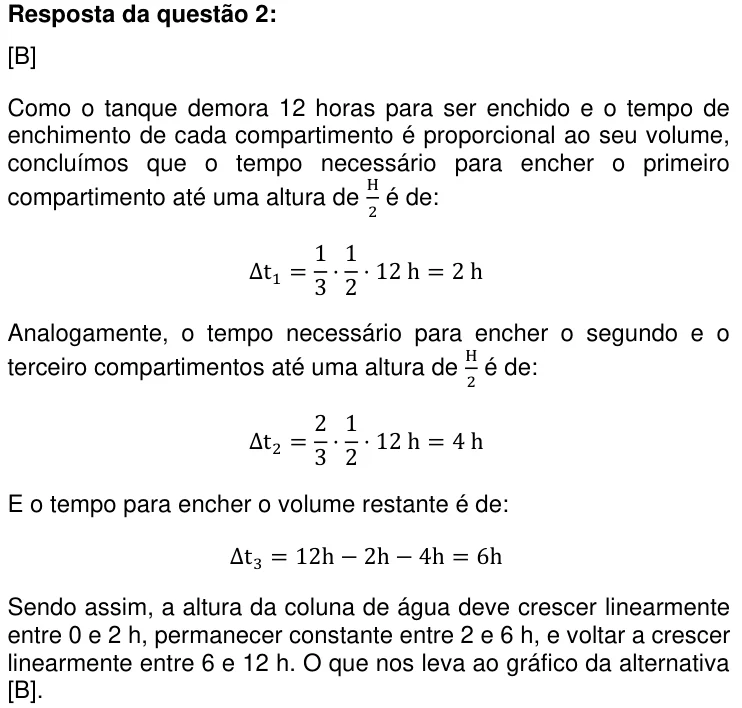 Resposta da questão 2:
[B]
Como o tanque demora 12 horas para ser enchido e o tempo de
enchimento de cada compartimento é proporcional ao seu volume,
concluímos que o tempo necessário para encher o primeiro
compartimento até uma altura de H/2 é de:
Δt₁ = 1/3 · 1/2 · 12 h = 2 h
Analogamente, o tempo necessário para encher o segundo e o
terceiro compartimentos até uma altura de H/2 é de:
Δt₂ = 2/3 · 1/2 · 12 h = 4 h
E o tempo para encher o volume restante é de:
Δt₃ = 12h − 2h − 4h = 6h
Sendo assim, a altura da coluna de água deve crescer linearmente
entre 0 e 2 h, permanecer constante entre 2 e 6 h, e voltar a crescer
linearmente entre 6 e 12 h. O que nos leva ao gráfico da alternativa
[B].